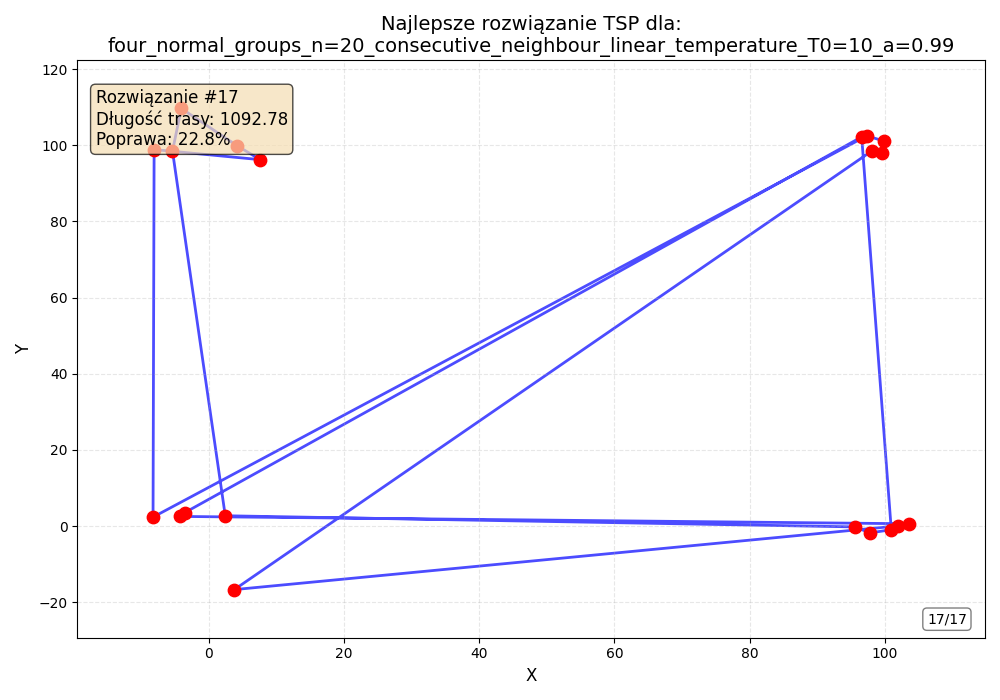 Najlepsze rozwiązanie TSP dla:
four_normal_groups_n=20_consecutive_neighbour_linear_temperature_T0=10_a=0.99
Rozwiązanie #17
Długość trasy: 1092.78
Poprawa: 22.8%
120
100
80
60
40
20
0
−20
Y
17/17
0 20 40 60 80 100
X